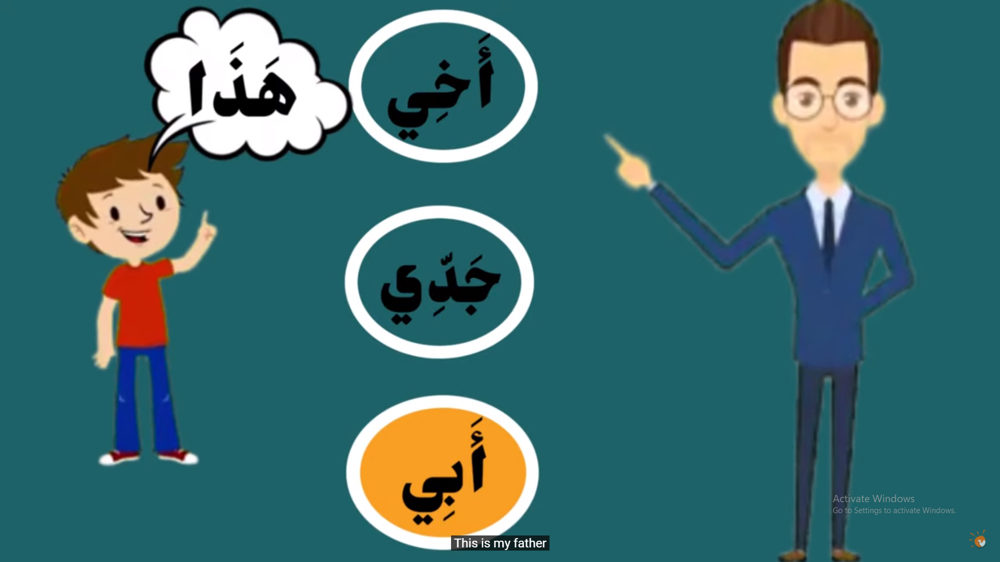 هَذَا
أَخِي
جَدِّي
أَبِي
This is my father
Activate Windows
Go to Settings to activate Windows.